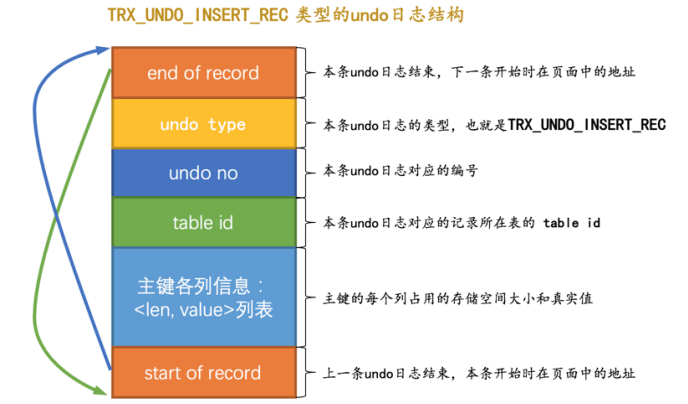 TRX_UNDO_INSERT_REC 类型的undo日志结构
end of record
本条undo日志结束，下一条开始时在页面中的地址
undo type
本条undo日志的类型，也就是TRX_UNDO_INSERT_REC
undo no
本条undo日志对应的编号
table id
本条undo日志对应的记录所在表的 table id
主键各列信息：
<len, value>列表
主键的每个列占用的存储空间大小和真实值
start of record
上一条undo日志结束，本条开始时在页面中的地址